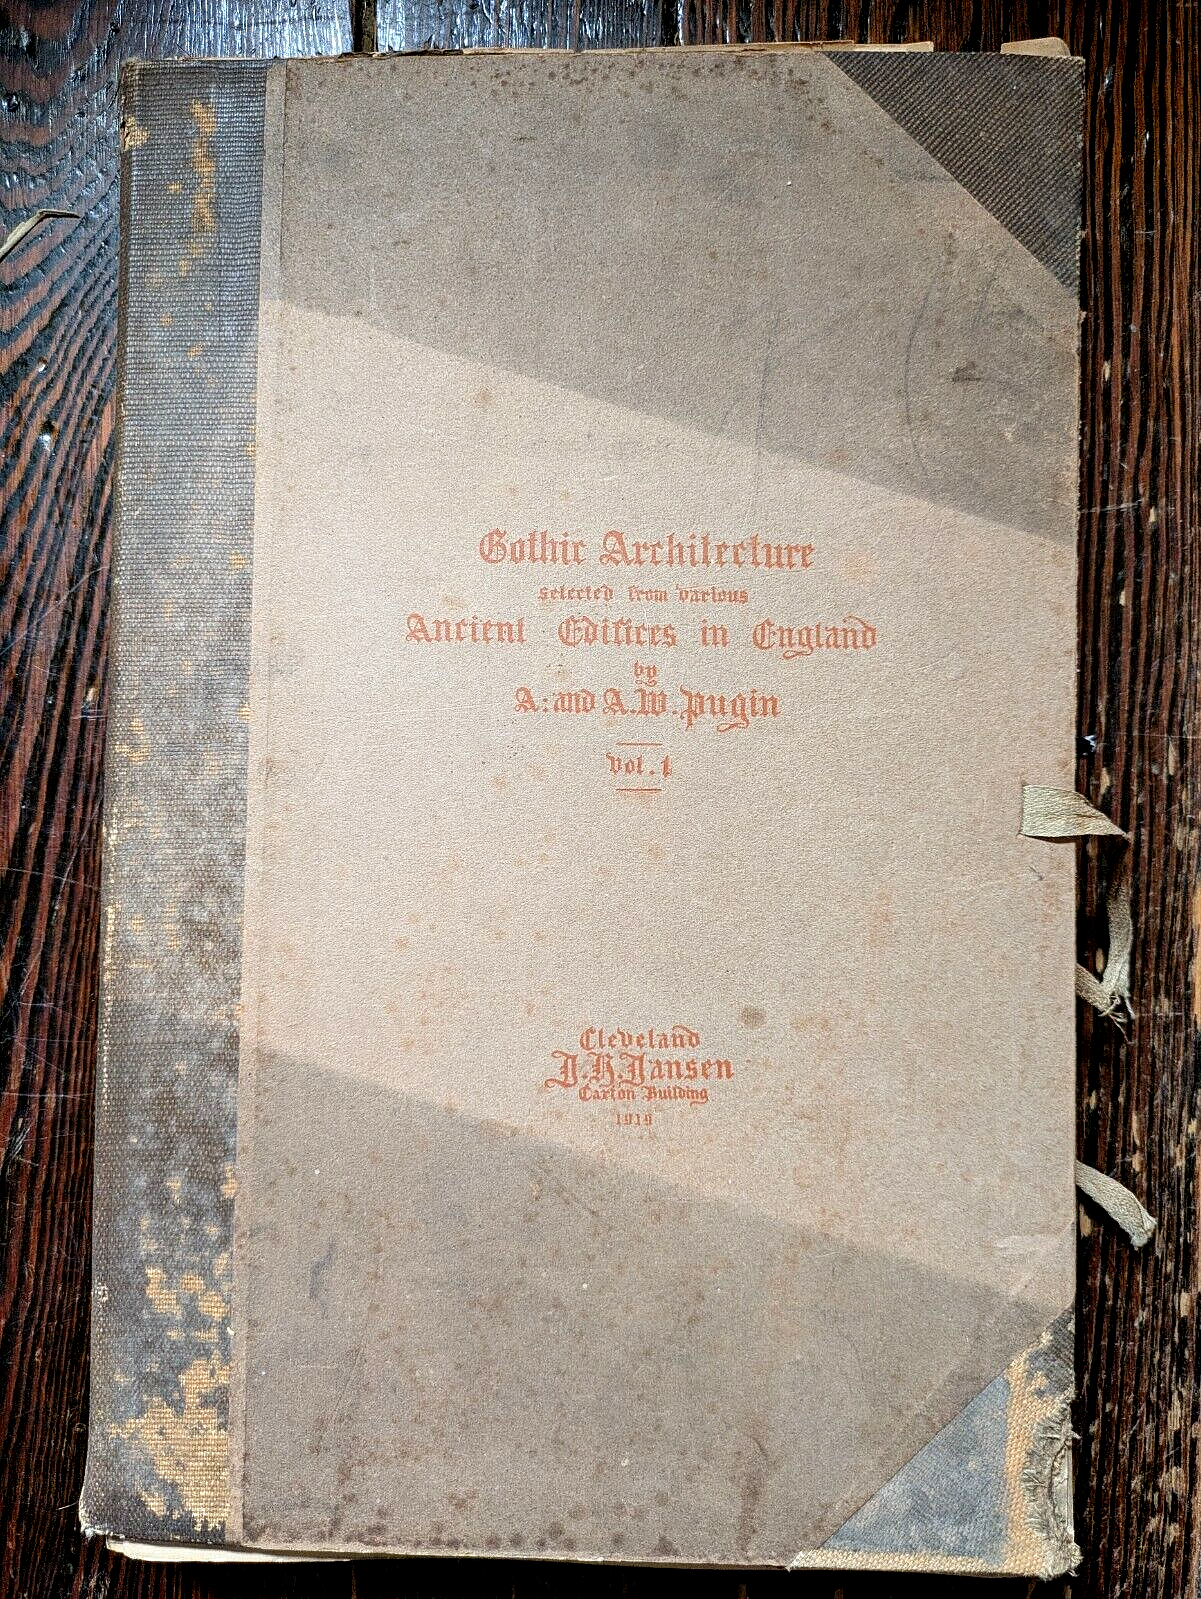 Gothic Architecture
selected from various
Ancient Edifices in England
by
A: and A.W. Pugin
Vol. 1
Cleveland
J.H. Jansen
Caxton Building
1919